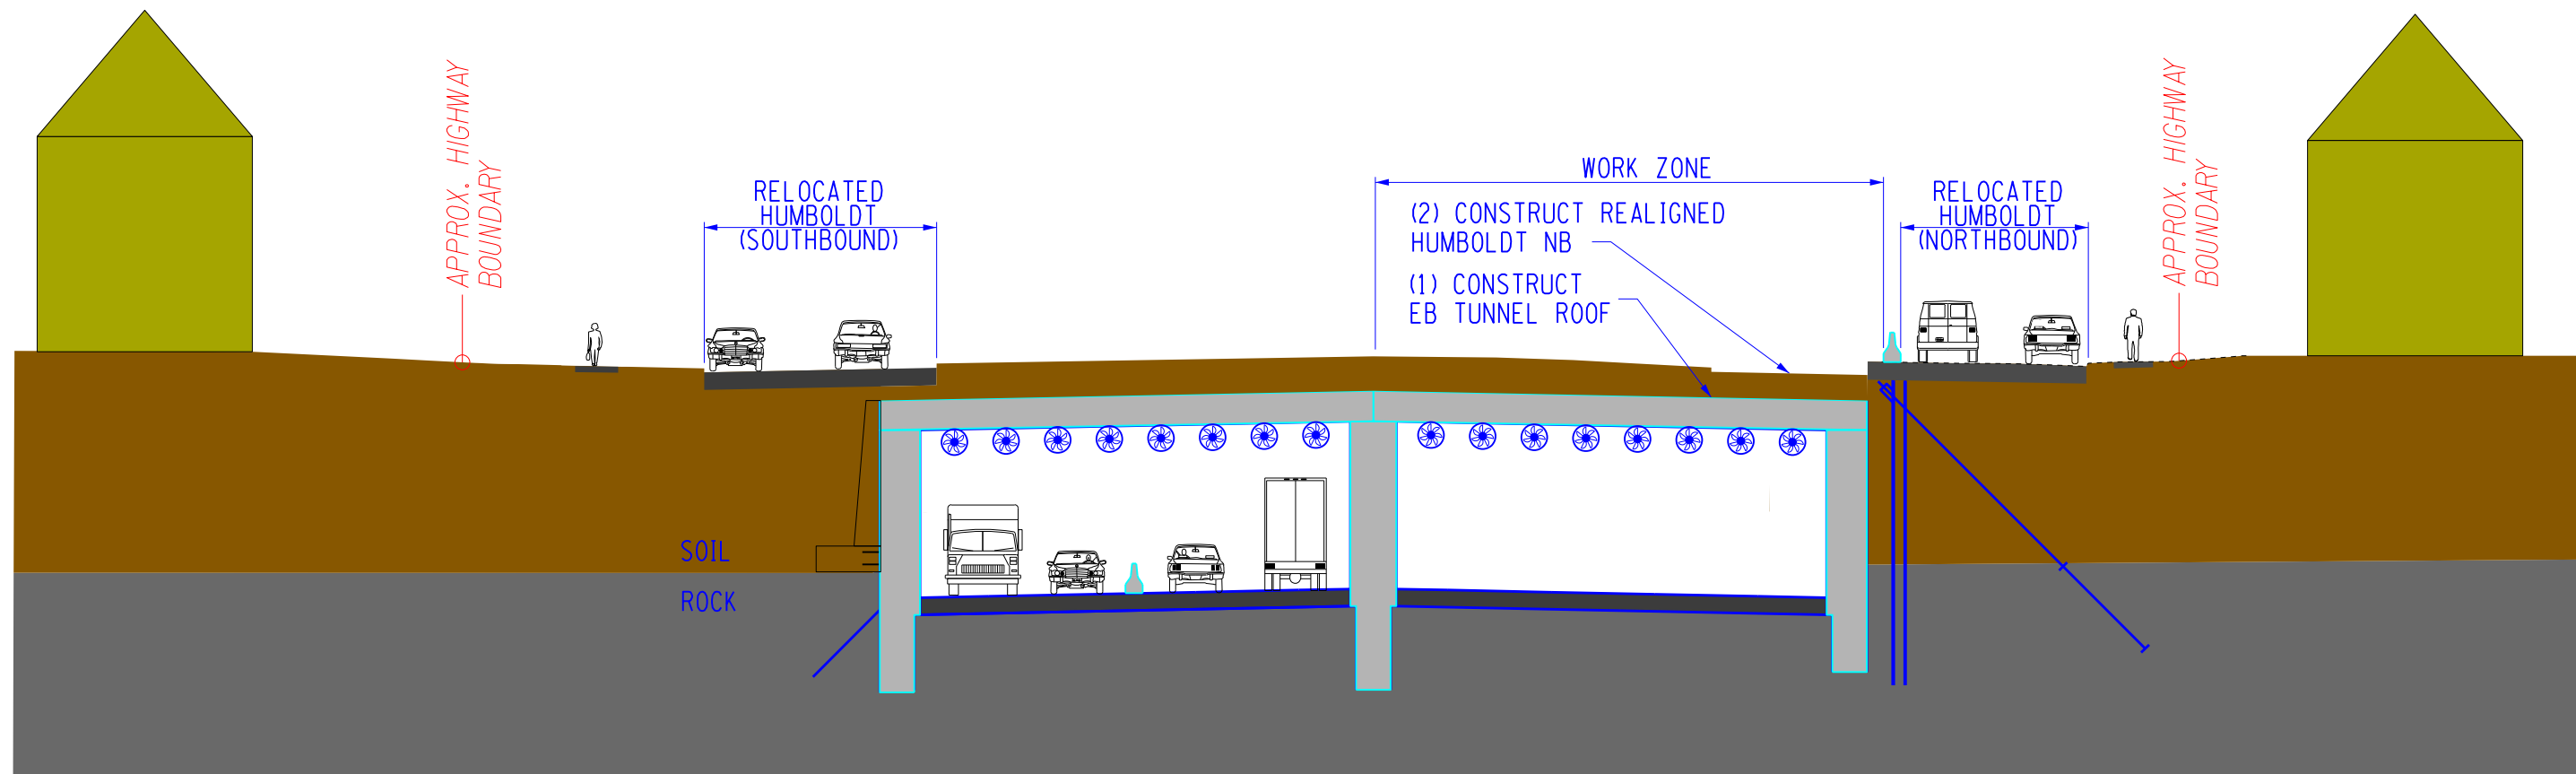 APPROX. HIGHWAY
BOUNDARY
RELOCATED
HUMBOLDT
(SOUTHBOUND)
WORK ZONE
(2) CONSTRUCT REALIGNED
HUMBOLDT NB
(1) CONSTRUCT
EB TUNNEL ROOF
RELOCATED
HUMBOLDT
(NORTHBOUND)
APPROX. HIGHWAY
BOUNDARY
SOIL
ROCK